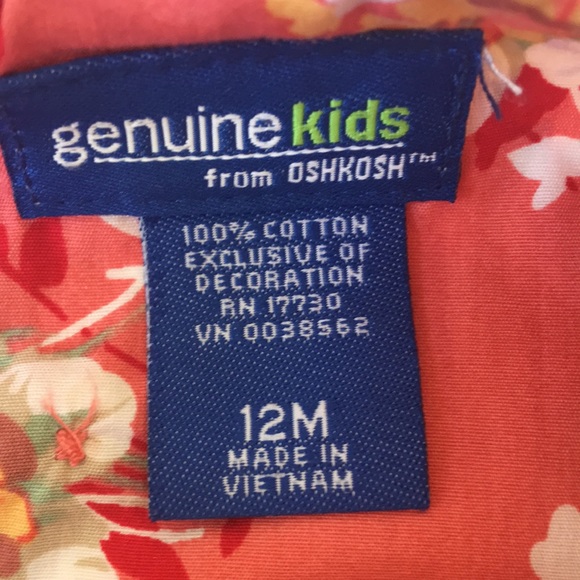 genuine kids
from OSHKOSH™
100% COTTON
EXCLUSIVE OF
DECORATION
RN 17730
VN 0038562
12M
MADE IN
VIETNAM